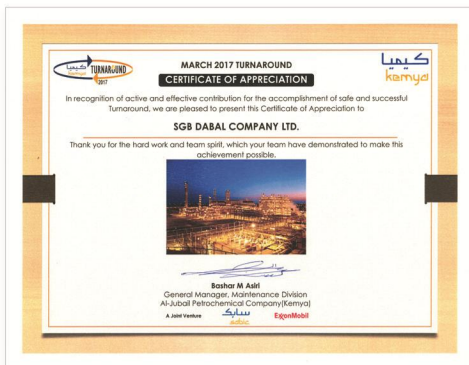 كيميا
kemya
TURNAROUND
2017
MARCH 2017 TURNAROUND
CERTIFICATE OF APPRECIATION
كيميا
kemya
In recognition of active and effective contribution for the accomplishment of safe and successful
Turnaround, we are pleased to present this Certificate of Appreciation to
SGB DABAL COMPANY LTD.
Thank you for the hard work and team spirit, which your team have demonstrated to make this
achievement possible.
Bashar M Asiri
General Manager, Maintenance Division
Al-Jubail Petrochemical Company(Kemya)
A Joint Venture
سابك
sabic
ExxonMobil